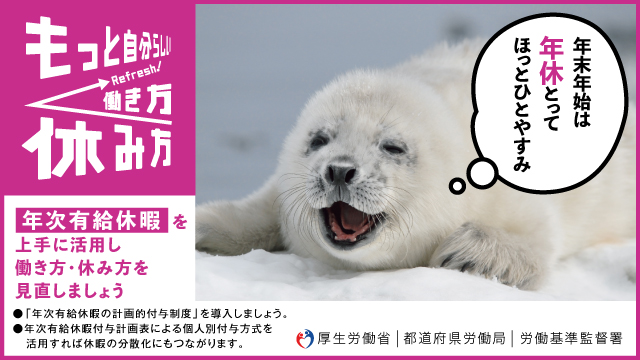 もっと自分らしい
Refresh!
働き方
休み方
年末年始は
年休とって
ほっとひとやすみ
年次有給休暇を
上手に活用し
働き方・休み方を
見直しましょう
●「年次有給休暇の計画的付与制度」を導入しましょう。
●年次有給休暇付与計画表による個人別付与方式を
活用すれば休暇の分散化にもつながります。
厚生労働省│都道府県労働局│労働基準監督署